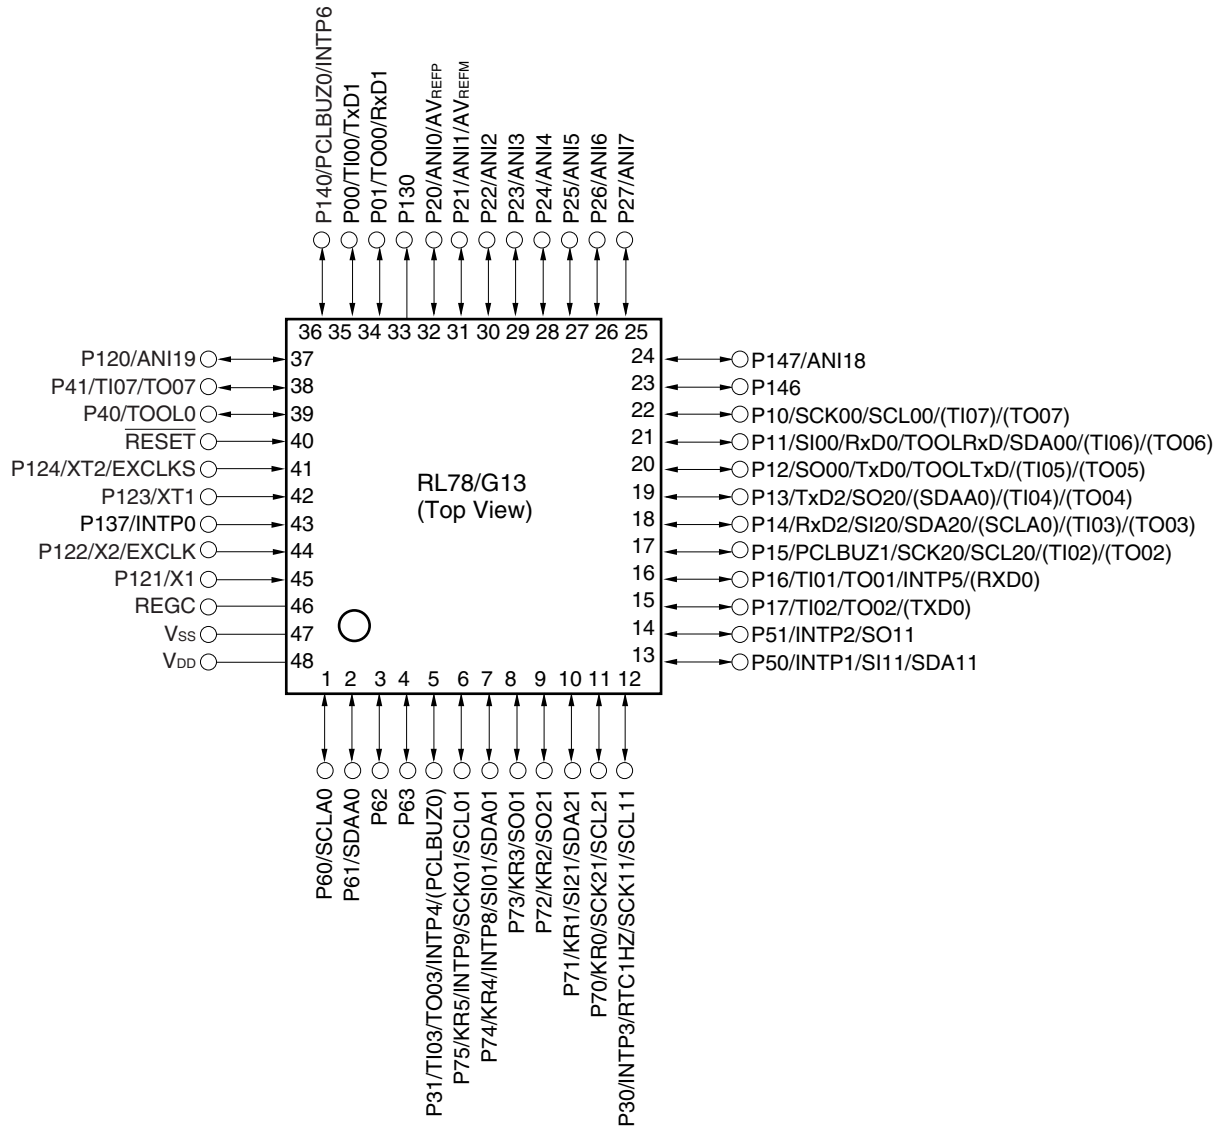 P140/PCLBUZ0/INTP6
P00/TI00/TxD1
P01/TO00/RxD1
P130
P20/ANI0/AVREFP
P21/ANI1/AVREFM
P22/ANI2
P23/ANI3
P24/ANI4
P25/ANI5
P26/ANI6
P27/ANI7
36 35 34 33 32 31 30 29 28 27 26 25
P120/ANI19 37
P41/TI07/TO07 38
P40/TOOL0 39
RESET 40
P124/XT2/EXCLKS 41
P123/XT1 42
P137/INTP0 43
P122/X2/EXCLK 44
P121/X1 45
REGC 46
VSS 47
VDD 48
RL78/G13
(Top View)
24 P147/ANI18
23 P146
22 P10/SCK00/SCL00/(TI07)/(TO07)
21 P11/SI00/RxD0/TOOLRxD/SDA00/(TI06)/(TO06)
20 P12/SO00/TxD0/TOOLTxD/(TI05)/(TO05)
19 P13/TxD2/SO20/(SDAA0)/(TI04)/(TO04)
18 P14/RxD2/SI20/SDA20/(SCLA0)/(TI03)/(TO03)
17 P15/PCLBUZ1/SCK20/SCL20/(TI02)/(TO02)
16 P16/TI01/TO01/INTP5/(RXD0)
15 P17/TI02/TO02/(TXD0)
14 P51/INTP2/SO11
13 P50/INTP1/SI11/SDA11
1 2 3 4 5 6 7 8 9 10 11 12
P60/SCLA0
P61/SDAA0
P62
P63
P31/TI03/TO03/INTP4/(PCLBUZ0)
P75/KR5/INTP9/SCK01/SCL01
P74/KR4/INTP8/SI01/SDA01
P73/KR3/SO01
P72/KR2/SO21
P71/KR1/SI21/SDA21
P70/KR0/SCK21/SCL21
P30/INTP3/RTC1HZ/SCK11/SCL11